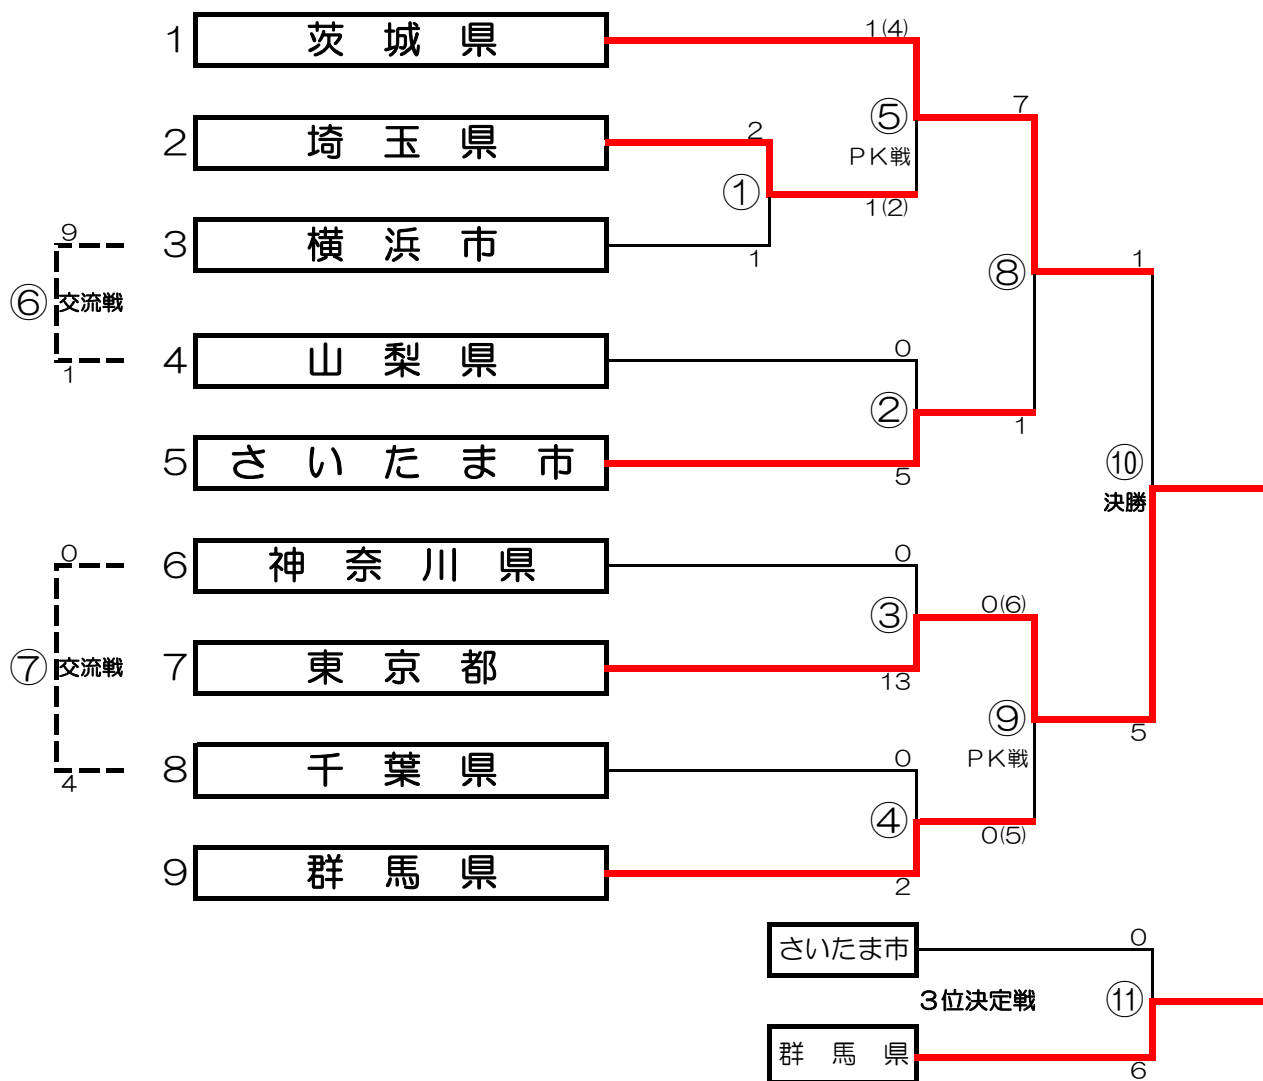 1 茨城県 1(4)
⑤ 7
PK戦
2 埼玉県 2
① 1(2)
3 横浜市 1
9
⑥ 交流戦
1
⑧ 1
4 山梨県 0
② 1
5 さいたま市 5
⑩
決勝
6 神奈川県 0
③ 0(6)
7 東京都 13
0
⑦ 交流戦
4
⑨ 5
PK戦
8 千葉県 0
④ 0(5)
9 群馬県 2
さいたま市 0
3位決定戦 ⑪
群馬県 6